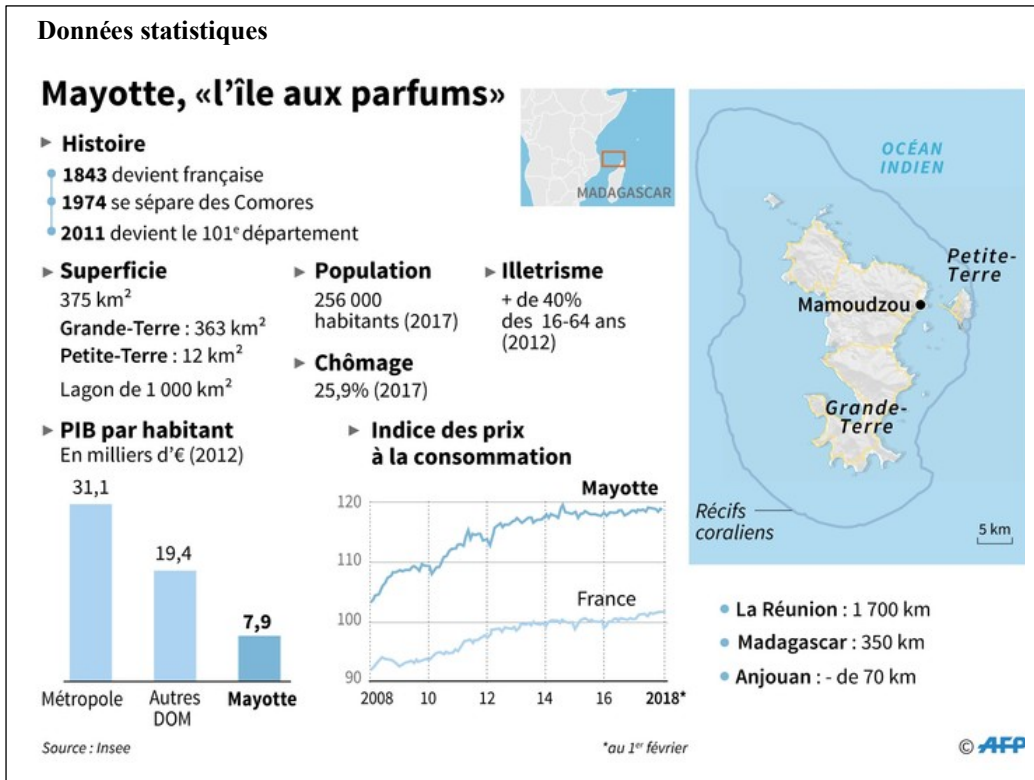 Données statistiques
Mayotte, «l’île aux parfums»
Histoire
1843 devient française
1974 se sépare des Comores
2011 devient le 101e département
Superficie
375 km²
Grande-Terre : 363 km²
Petite-Terre : 12 km²
Lagon de 1 000 km²
Population
256 000
habitants (2017)
Chômage
25,9% (2017)
Illetrisme
+ de 40%
des 16-64 ans
(2012)
PIB par habitant
En milliers d’€ (2012)
31,1
19,4
7,9
Métropole
Autres
DOM
Mayotte
Indice des prix
à la consommation
Mayotte
France
120
110
100
90
2008 10 12 14 16 2018*
MADAGASCAR
OCÉAN
INDIEN
Petite-
Terre
Mamoudzou
Grande-
Terre
Récifs
coraliens
5 km
La Réunion : 1 700 km
Madagascar : 350 km
Anjouan : - de 70 km
Source : Insee
*au 1er février
© AFP